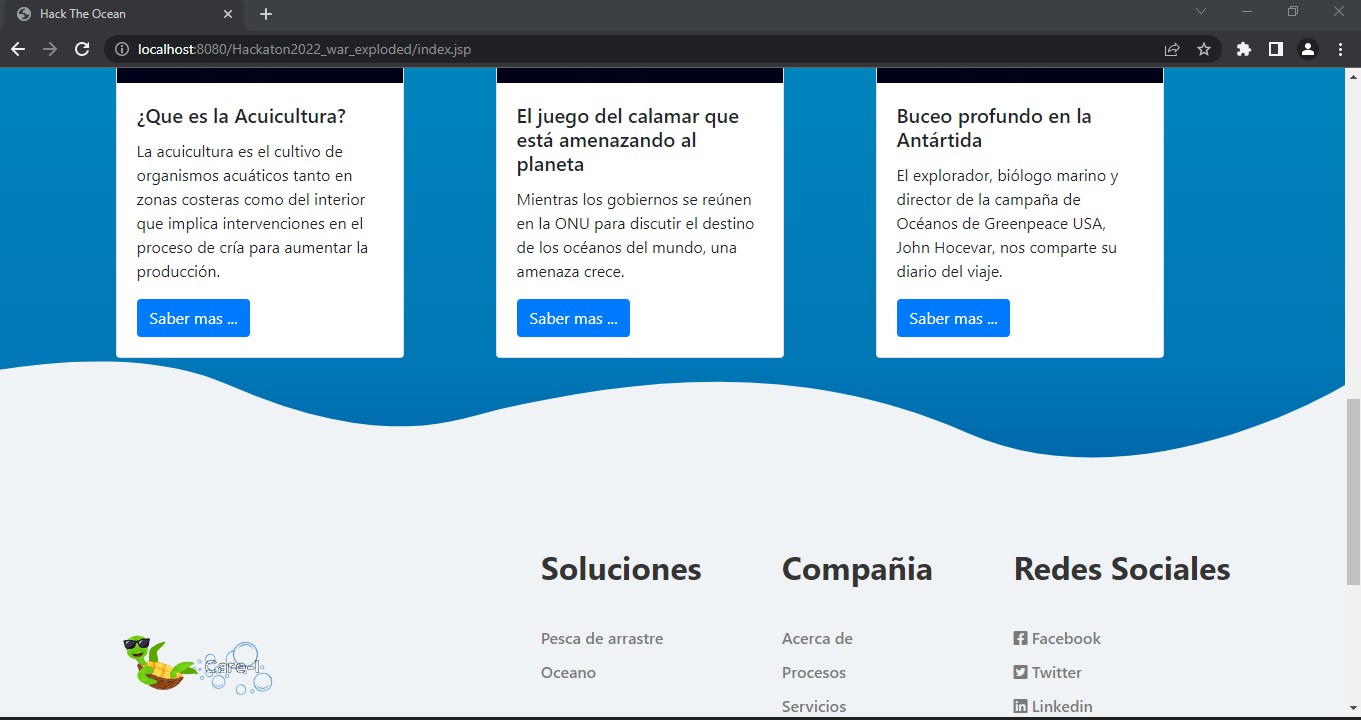 Hack The Ocean
localhost:8080/Hackaton2022_war_exploded/index.jsp
¿Que es la Acuicultura?
La acuicultura es el cultivo de
organismos acuáticos tanto en
zonas costeras como del interior
que implica intervenciones en el
proceso de cría para aumentar la
producción.
Saber mas ...
El juego del calamar que
está amenazando al
planeta
Mientras los gobiernos se reúnen
en la ONU para discutir el destino
de los océanos del mundo, una
amenaza crece.
Saber mas ...
Buceo profundo en la
Antártida
El explorador, biólogo marino y
director de la campaña de
Océanos de Greenpeace USA,
John Hocevar, nos comparte su
diario del viaje.
Saber mas ...
Care-l
Soluciones
Pesca de arrastre
Oceano
Compañia
Acerca de
Procesos
Servicios
Redes Sociales
Facebook
Twitter
Linkedin